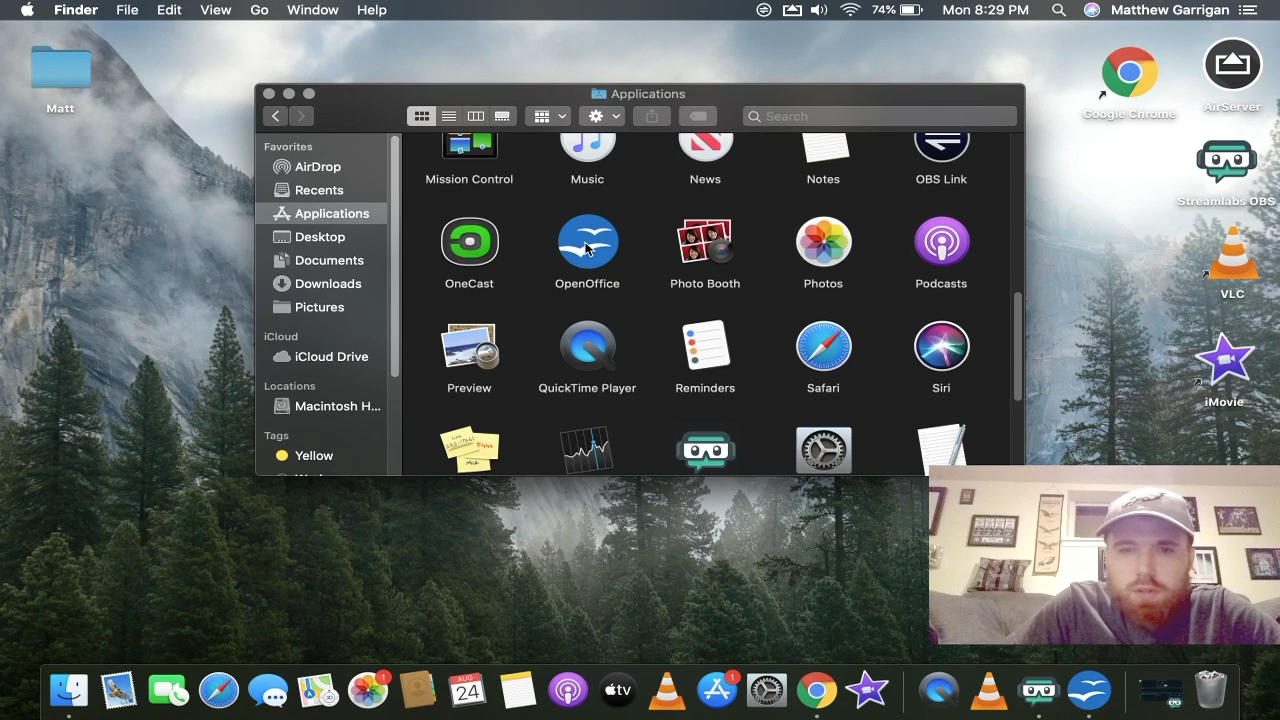 Finder File Edit View Go Window Help 74% Mon 8:29 PM Matthew Garrigan
Matt
Google Chrome
AirServer
Streamlabs OBS
VLC
iMovie
Applications
Search
Favorites
AirDrop
Recents
Applications
Desktop
Documents
Downloads
Pictures
iCloud
iCloud Drive
Locations
Macintosh H...
Tags
Yellow
Mission Control Music News Notes OBS Link
OneCast OpenOffice Photo Booth Photos Podcasts
Preview QuickTime Player Reminders Safari Siri
1
AUG
24
tv
1